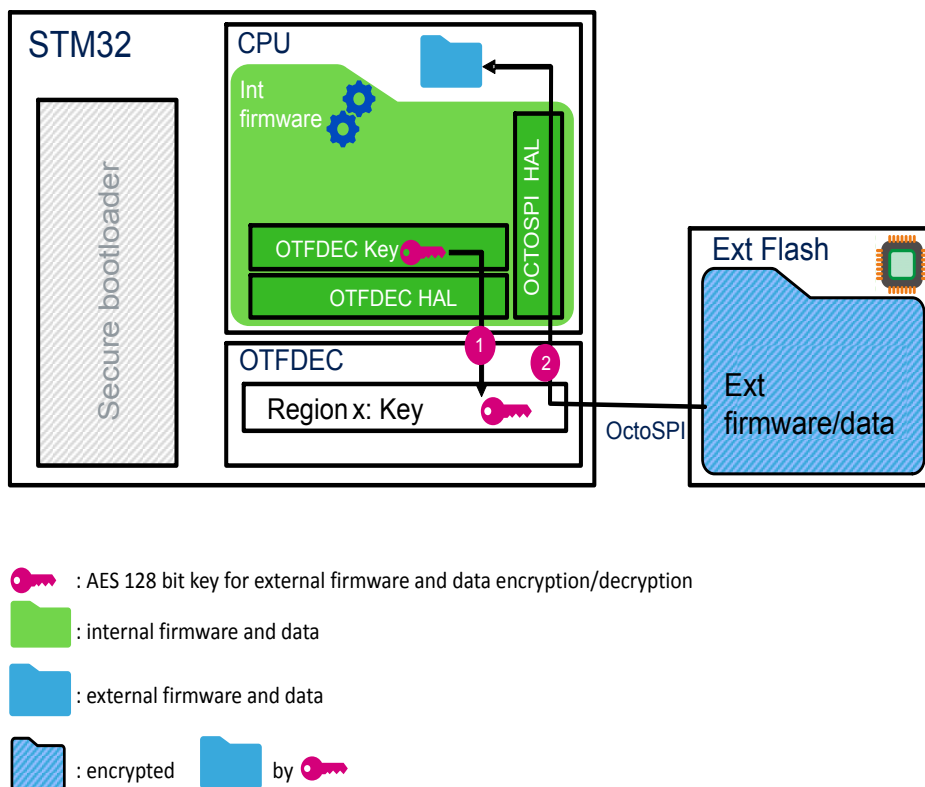 STM32
Secure bootloader
CPU
Int
firmware
OCTOSPI HAL
OTFDEC Key
OTFDEC HAL
1
2
OTFDEC
Region x: Key
OctoSPI
Ext Flash
Ext
firmware/data
: AES 128 bit key for external firmware and data encryption/decryption
: internal firmware and data
: external firmware and data
: encrypted by